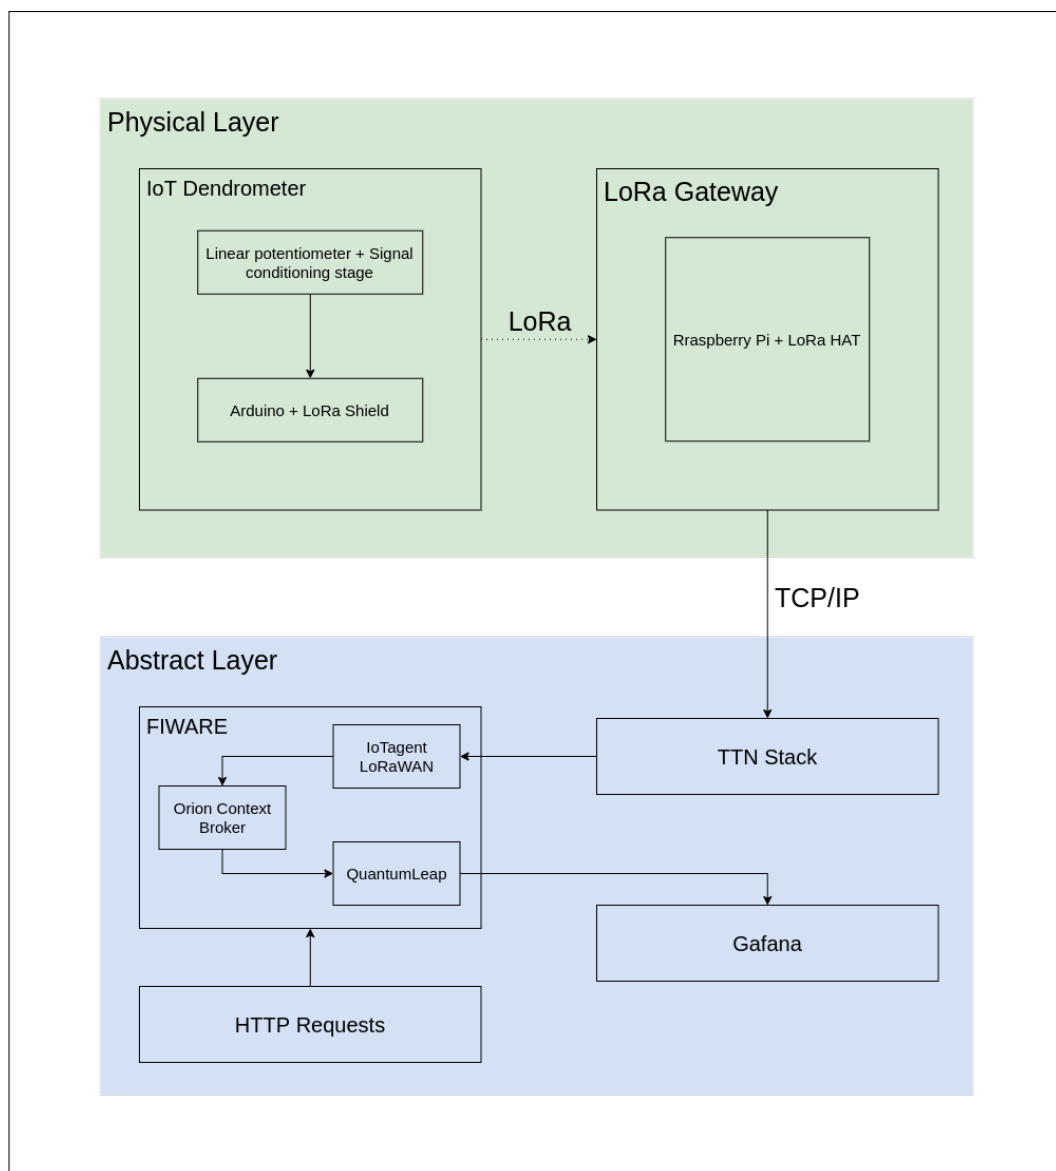 Physical Layer
IoT Dendrometer
Linear potentiometer + Signal
conditioning stage
Arduino + LoRa Shield
LoRa
LoRa Gateway
Rraspberry Pi + LoRa HAT
TCP/IP
Abstract Layer
FIWARE
IoTagent
LoRaWAN
TTN Stack
Orion Context
Broker
QuantumLeap
Gafana
HTTP Requests